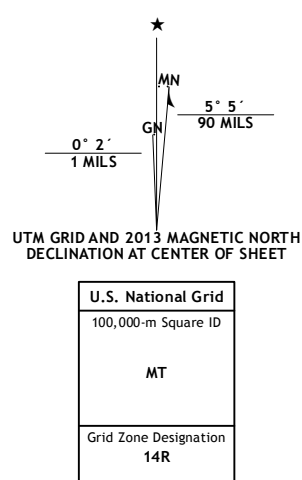 ★
MN
5° 5´
90 MILS
GN
0° 2´
1 MILS
UTM GRID AND 2013 MAGNETIC NORTH
DECLINATION AT CENTER OF SHEET
U.S. National Grid
100,000-m Square ID
MT
Grid Zone Designation
14R